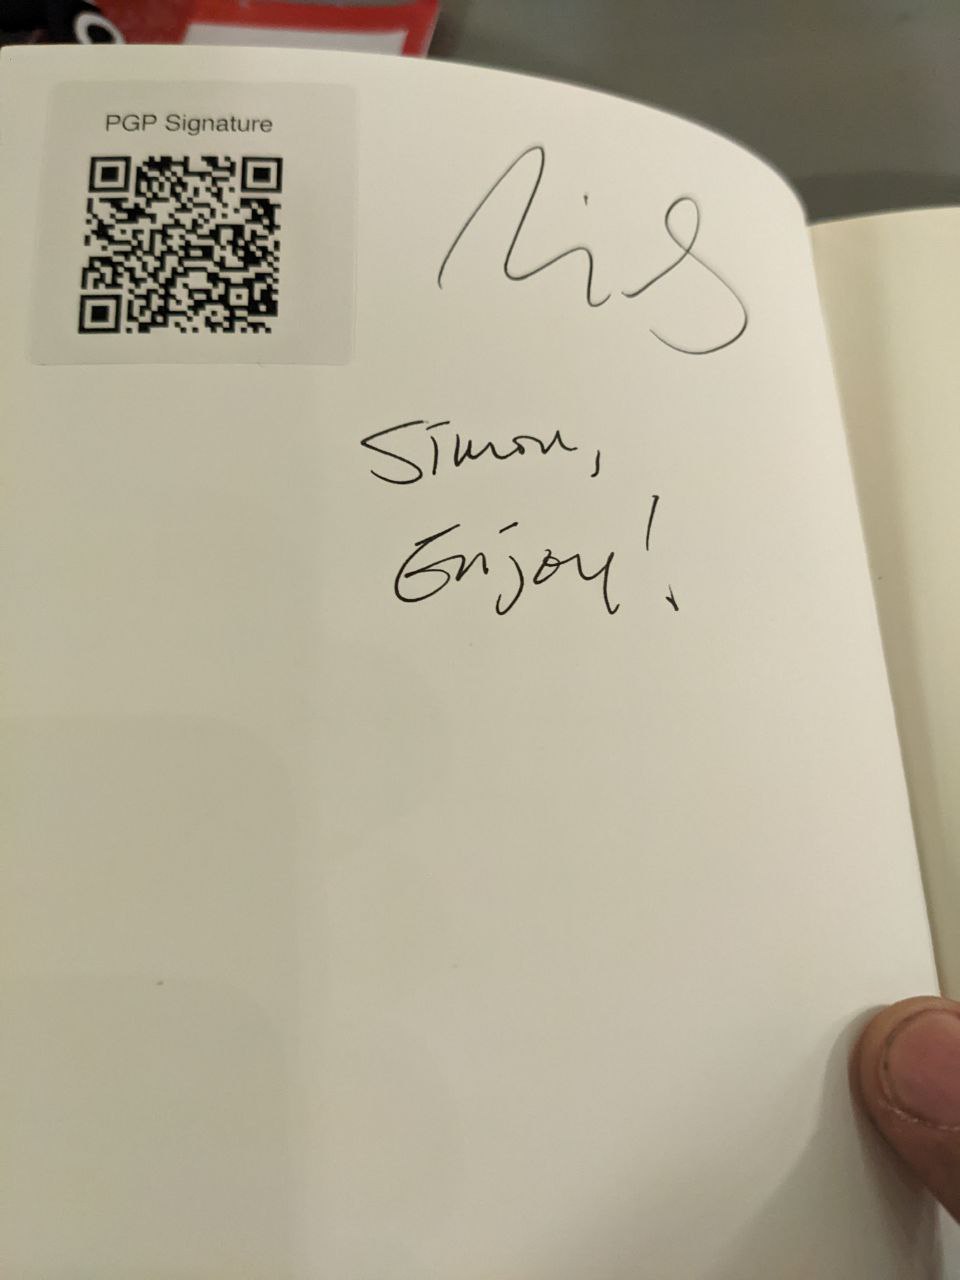 PGP Signature
Simon,
Enjoy!